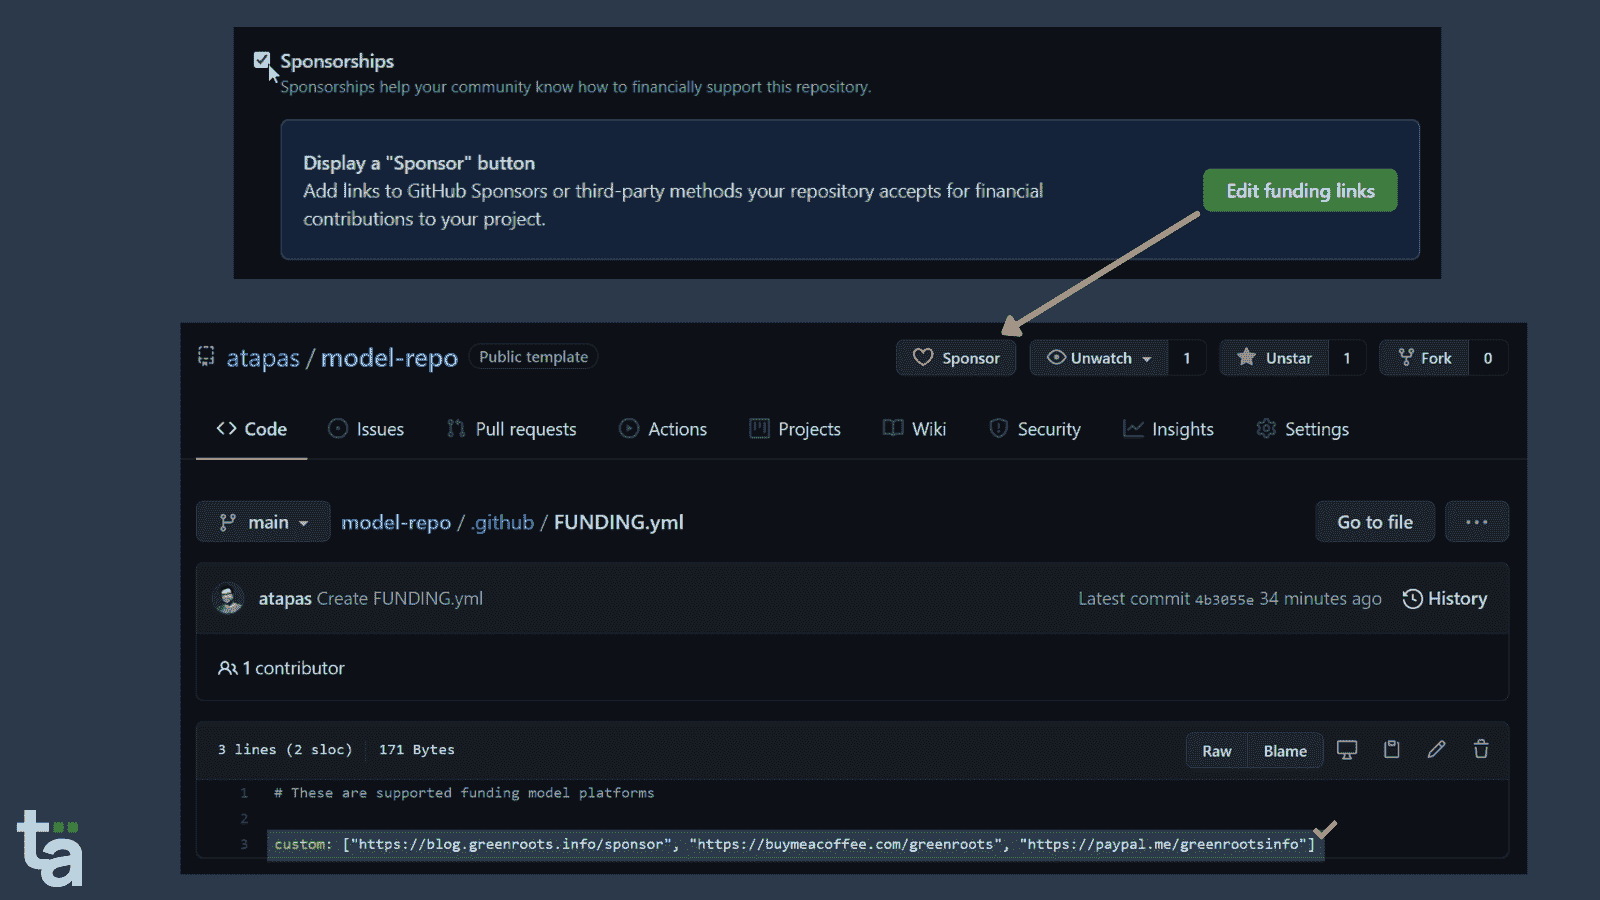 Sponsorships
Sponsorships help your community know how to financially support this repository.
Display a "Sponsor" button
Add links to GitHub Sponsors or third-party methods your repository accepts for financial
contributions to your project.
Edit funding links
atapas / model-repo Public template
Sponsor Unwatch 1 Unstar 1 Fork 0
Code Issues Pull requests Actions Projects Wiki Security Insights Settings
main model-repo / .github / FUNDING.yml Go to file ...
atapas Create FUNDING.yml Latest commit 4b3055e 34 minutes ago History
1 contributor
3 lines (2 sloc) 171 Bytes Raw Blame
1 # These are supported funding model platforms
2
3 custom: ["https://blog.greenroots.info/sponsor", "https://buymeacoffee.com/greenroots", "https://paypal.me/greenrootsinfo"]
ta